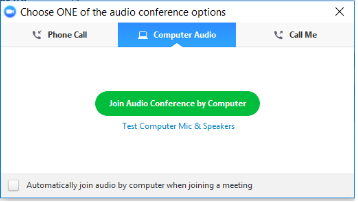 Choose ONE of the audio conference options
Phone Call Computer Audio Call Me
Join Audio Conference by Computer
Test Computer Mic & Speakers
Automatically join audio by computer when joining a meeting